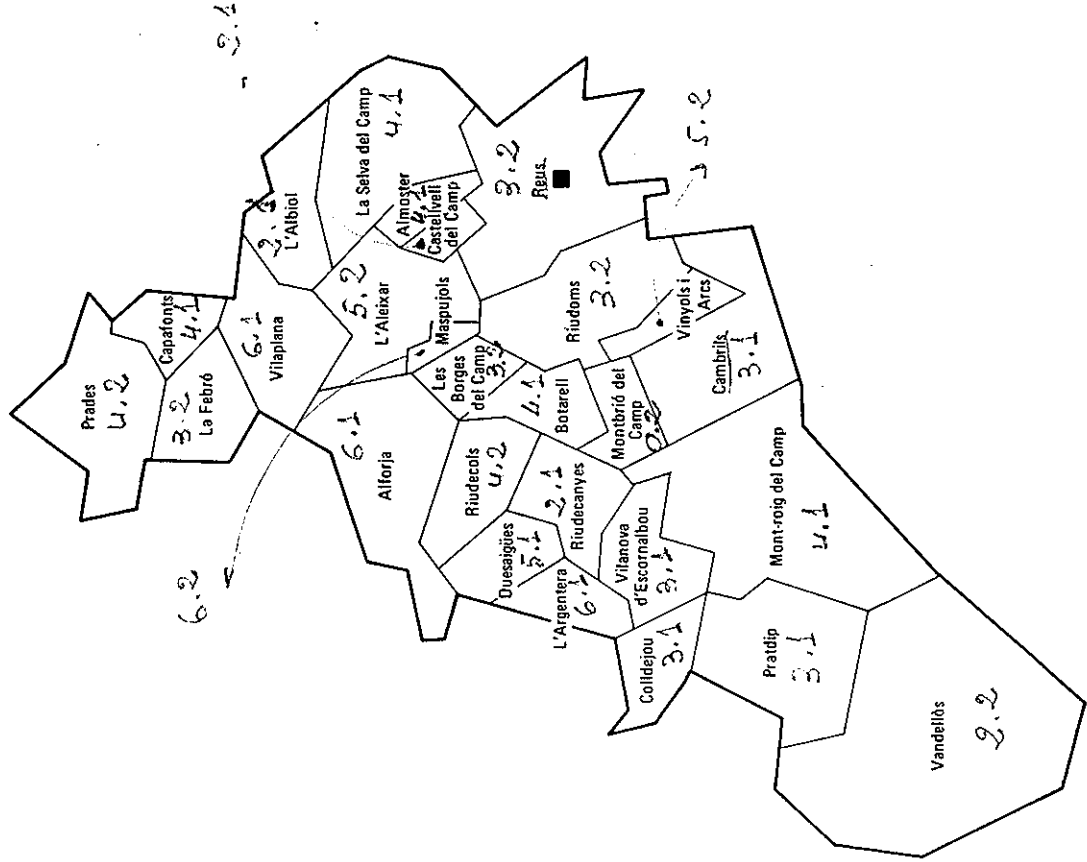 2.1
Prades
4.2
Capafonts
4.1
3.2
La Febró
6.1
Vilaplana
L'Albiol
La Selva del Camp
4.1
Almoster
4.1
Castellvell
del Camp
3.2
Reus
5.2
L'Aleixar
Maspujols
6.2
6.1
Alforja
Les
Borges
del Camp
3.2
Riudoms
3.2
5.2
Vinyols i
Arcs
Cambrils
3.1
4.1
Botarell
Montbrió del
Camp
Riudecols
4.2
2.1
Riudecanyes
Duesaigües
5.1
L'Argentera
6.1
Vilanova
d'Escornalbou
3.1
Colldejou
3.1
Mont-roig del Camp
4.1
Pratdip
3.1
Vandellòs
2.2